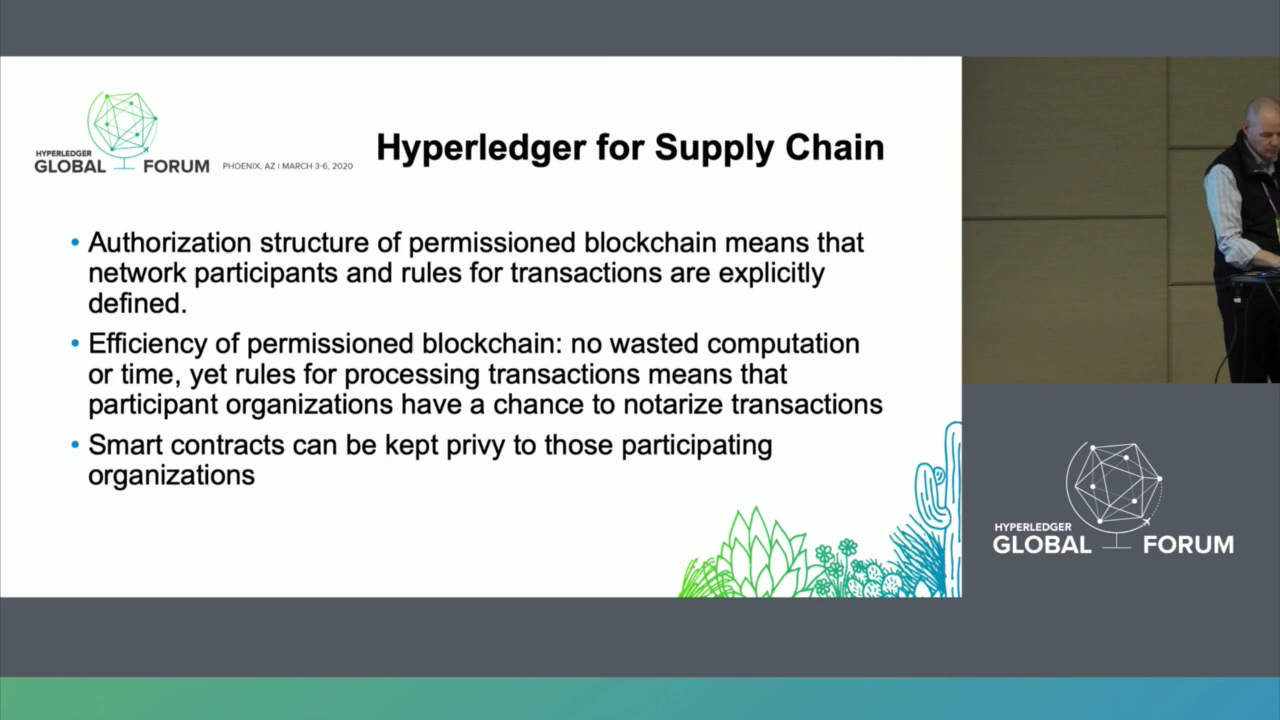 HYPERLEDGER
GLOBAL FORUM
PHOENIX, AZ | MARCH 3-6, 2020
Hyperledger for Supply Chain
• Authorization structure of permissioned blockchain means that
network participants and rules for transactions are explicitly
defined.
• Efficiency of permissioned blockchain: no wasted computation
or time, yet rules for processing transactions means that
participant organizations have a chance to notarize transactions
• Smart contracts can be kept privy to those participating
organizations
HYPERLEDGER
GLOBAL FORUM